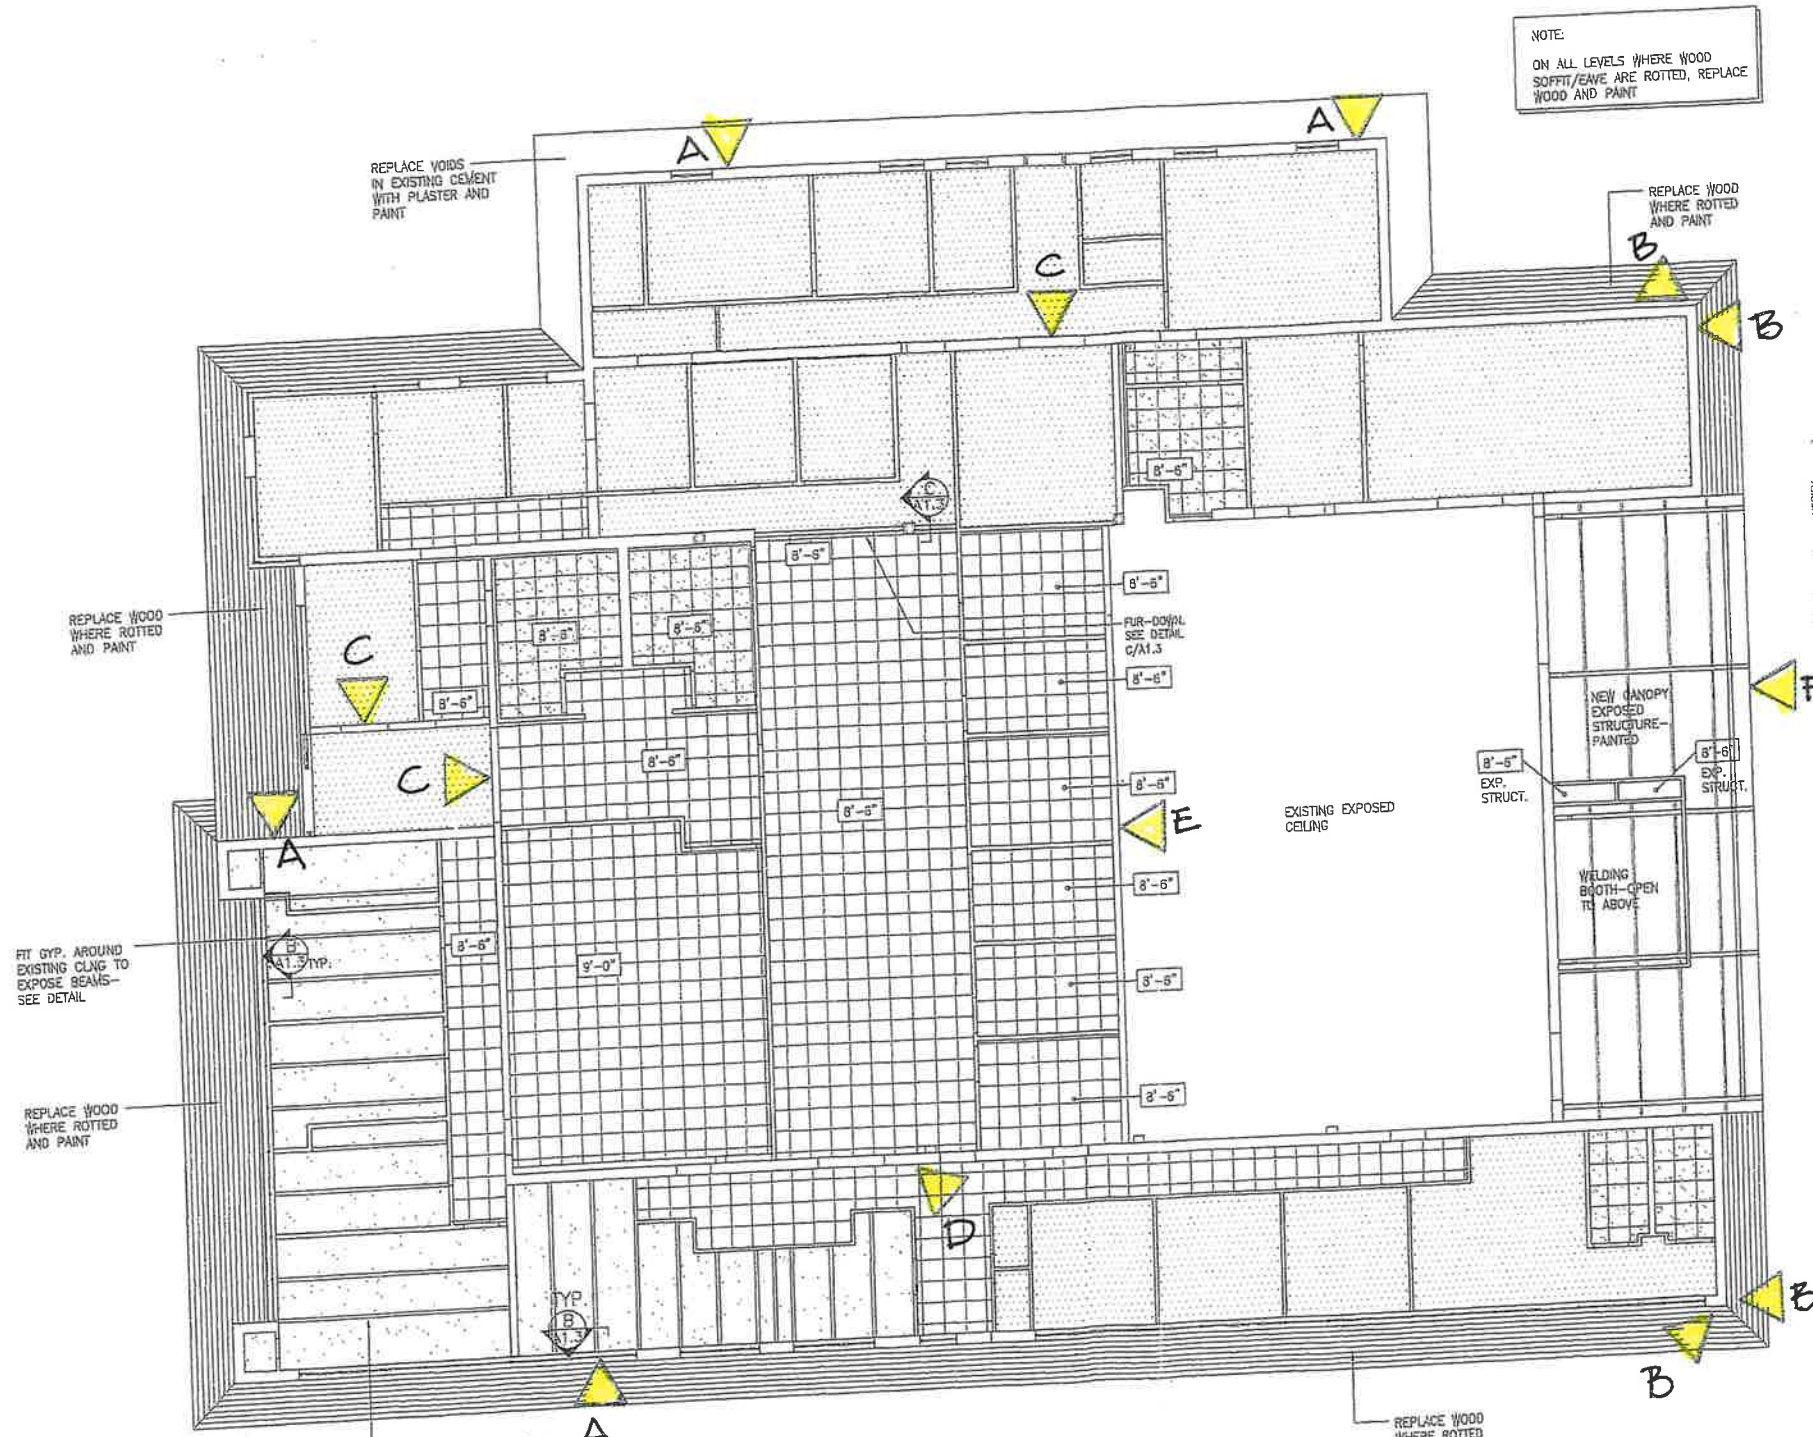 NOTE:
ON ALL LEVELS WHERE WOOD
SOFFIT/EAVE ARE ROTTED, REPLACE
WOOD AND PAINT
A
A
REPLACE VOIDS
IN EXISTING CEMENT
WITH PLASTER AND
PAINT
REPLACE WOOD
WHERE ROTTED
AND PAINT
B
B
C
8'-6"
C
A1.3
8'-6"
8'-6"
FUR-DOWN.
SEE DETAIL
C/A1.3
8'-6"
8'-6"
REPLACE WOOD
WHERE ROTTED
AND PAINT
C
8'-6"
8'-6"
NEW CANOPY
EXPOSED
STRUCTURE-
PAINTED
F
8'-6"
C
8'-6"
8'-6"
EXP.
STRUCT.
8'-6"
EXP.
STRUCT.
8'-6"
E
EXISTING EXPOSED
CEILING
A
8'-6"
WELDING
BOOTH-OPEN
TO ABOVE
FIT GYP. AROUND
EXISTING CLNG TO
EXPOSE BEAMS-
SEE DETAIL
B
A1.3
TYP.
8'-6"
9'-0"
8'-6"
8'-6"
REPLACE WOOD
WHERE ROTTED
AND PAINT
D
TYP.
B
A1.3
B
B
A
REPLACE WOOD
WHERE ROTTED